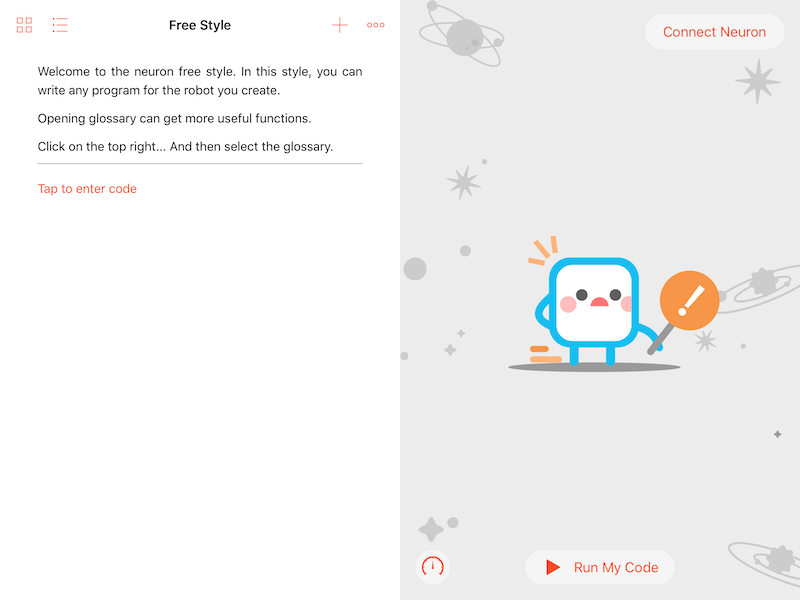 Free Style
Welcome to the neuron free style. In this style, you can
write any program for the robot you create.
Opening glossary can get more useful functions.
Click on the top right... And then select the glossary.
Tap to enter code
Connect Neuron
Run My Code